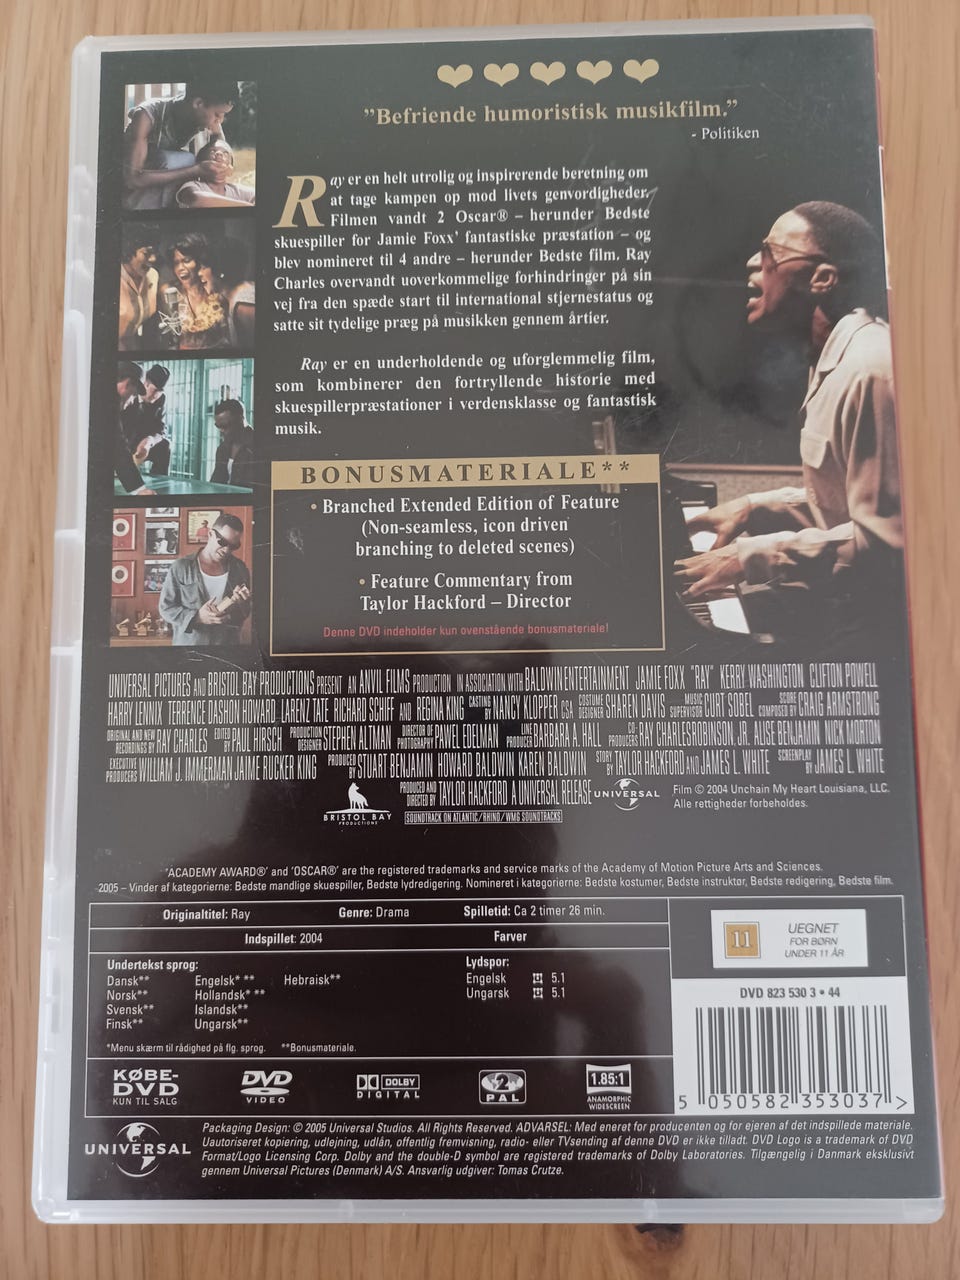 ”Befriende humoristisk musikfilm.”
- Politiken
Ray er en helt utrolig og inspirerende beretning om
at tage kampen op mod livets genvordigheder.
Filmen vandt 2 Oscar® – herunder Bedste
skuespiller for Jamie Foxx’ fantastiske præstation – og
blev nomineret til 4 andre – herunder Bedste film. Ray
Charles overvandt uoverkommelige forhindringer på sin
vej fra den spæde start til international stjernestatus og
satte sit tydelige præg på musikken gennem årtier.
Ray er en underholdende og uforglemmelig film,
som kombinerer den fortryllende historie med
skuespillerpræstationer i verdensklasse og fantastisk
musik.
BONUSMATERIALE**
• Branched Extended Edition of Feature
(Non-seamless, icon driven
branching to deleted scenes)
• Feature Commentary from
Taylor Hackford – Director
Denne DVD indeholder kun ovenstående bonusmateriale!
UNIVERSAL PICTURES AND BRISTOL BAY PRODUCTIONS PRESENT AN ANVIL FILMS PRODUCTION IN ASSOCIATION WITH BALDWIN ENTERTAINMENT JAMIE FOXX "RAY" KERRY WASHINGTON CLIFTON POWELL
HARRY LENNIX TERRENCE DASHON HOWARD LARENZ TATE RICHARD SCHIFF AND REGINA KING CASTING BY NANCY KLOPPER CSA COSTUME DESIGNER SHAREN DAVIS MUSIC SUPERVISOR CURT SOBEL SCORE COMPOSED BY CRAIG ARMSTRONG
ORIGINAL AND NEW RECORDINGS BY RAY CHARLES EDITED BY PAUL HIRSCH PRODUCTION DESIGNER STEPHEN ALTMAN DIRECTOR OF PHOTOGRAPHY PAWEL EDELMAN LINE PRODUCER BARBARA A. HALL CO-PRODUCERS RAY CHARLES ROBINSON, JR. ALISE BENJAMIN NICK MORTON
EXECUTIVE PRODUCERS WILLIAM J. IMMERMAN JAIME RUCKER KING PRODUCED BY STUART BENJAMIN HOWARD BALDWIN KAREN BALDWIN STORY BY TAYLOR HACKFORD AND JAMES L. WHITE SCREENPLAY BY JAMES L. WHITE
BRISTOL BAY
PRODUCTIONS
PRODUCED AND DIRECTED BY TAYLOR HACKFORD A UNIVERSAL RELEASE
SOUNDTRACK ON ATLANTIC/RHINO/WMG SOUNDTRACKS
UNIVERSAL
Film © 2004 Unchain My Heart Louisiana, LLC.
Alle rettigheder forbeholdes.
'ACADEMY AWARD®' and 'OSCAR®' are the registered trademarks and service marks of the Academy of Motion Picture Arts and Sciences.
2005 – Vinder af kategorierne: Bedste mandlige skuespiller, Bedste lydredigering. Nomineret i kategorierne: Bedste kostumer, Bedste instruktør, Bedste redigering, Bedste film.
Originaltitel: Ray Genre: Drama Spilletid: Ca 2 timer 26 min.
Indspillet: 2004 Farver
Undertekst sprog:
Dansk** Engelsk* ** Hebraisk**
Norsk** Hollandsk* **
Svensk** Islandsk**
Finsk** Ungarsk**
*Menu skærm til rådighed på flg. sprog. **Bonusmateriale.
Lydspor:
Engelsk 5.1
Ungarsk 5.1
11
UEGNET
FOR BØRN
UNDER 11 ÅR
DVD 823 530 3 • 44
5 050582 353037 >
KØBE-
DVD
KUN TIL SALG
DVD
VIDEO
DOLBY
DIGITAL
2
PAL
1.85:1
ANAMORPHIC
WIDESCREEN
UNIVERSAL
Packaging Design: © 2005 Universal Studios. All Rights Reserved. ADVARSEL: Med eneret for producenten og for ejeren af det indspillede materiale.
Uautoriseret kopiering, udlejning, udlån, offentlig fremvisning, radio- eller TVsending af denne DVD er ikke tilladt. DVD Logo is a trademark of DVD
Format/Logo Licensing Corp. Dolby and the double-D symbol are registered trademarks of Dolby Laboratories. Tilgængelig i Danmark eksklusivt
gennem Universal Pictures (Denmark) A/S. Ansvarlig udgiver: Tomas Crutze.